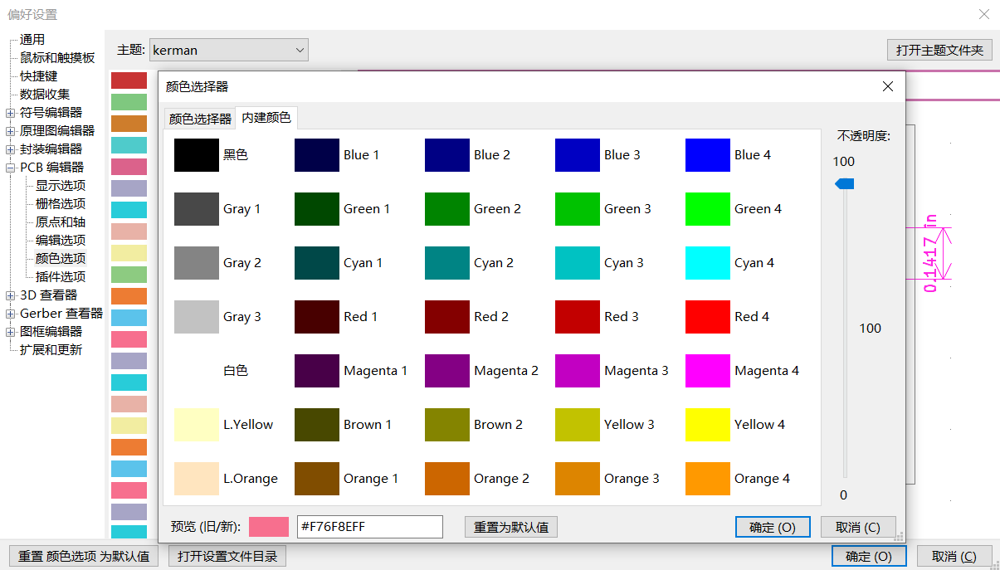 偏好设置
通用
鼠标和触摸板
快捷键
数据收集
符号编辑器
原理图编辑器
封装编辑器
PCB 编辑器
显示选项
栅格选项
原点和轴
编辑选项
颜色选项
插件选项
3D 查看器
Gerber 查看器
图框编辑器
扩展和更新
主题: kerman
打开主题文件夹
颜色选择器
颜色选择器 内建颜色
黑色 Blue 1 Blue 2 Blue 3 Blue 4
Gray 1 Green 1 Green 2 Green 3 Green 4
Gray 2 Cyan 1 Cyan 2 Cyan 3 Cyan 4
Gray 3 Red 1 Red 2 Red 3 Red 4
白色 Magenta 1 Magenta 2 Magenta 3 Magenta 4
L.Yellow Brown 1 Brown 2 Yellow 3 Yellow 4
L.Orange Orange 1 Orange 2 Orange 3 Orange 4
不透明度:
100
100
0
预览 (旧/新): #F76F8EFF 重置为默认值 确定 (O) 取消 (C)
0.1417 in
重置 颜色选项 为默认值 打开设置文件目录 确定 (O) 取消 (C)